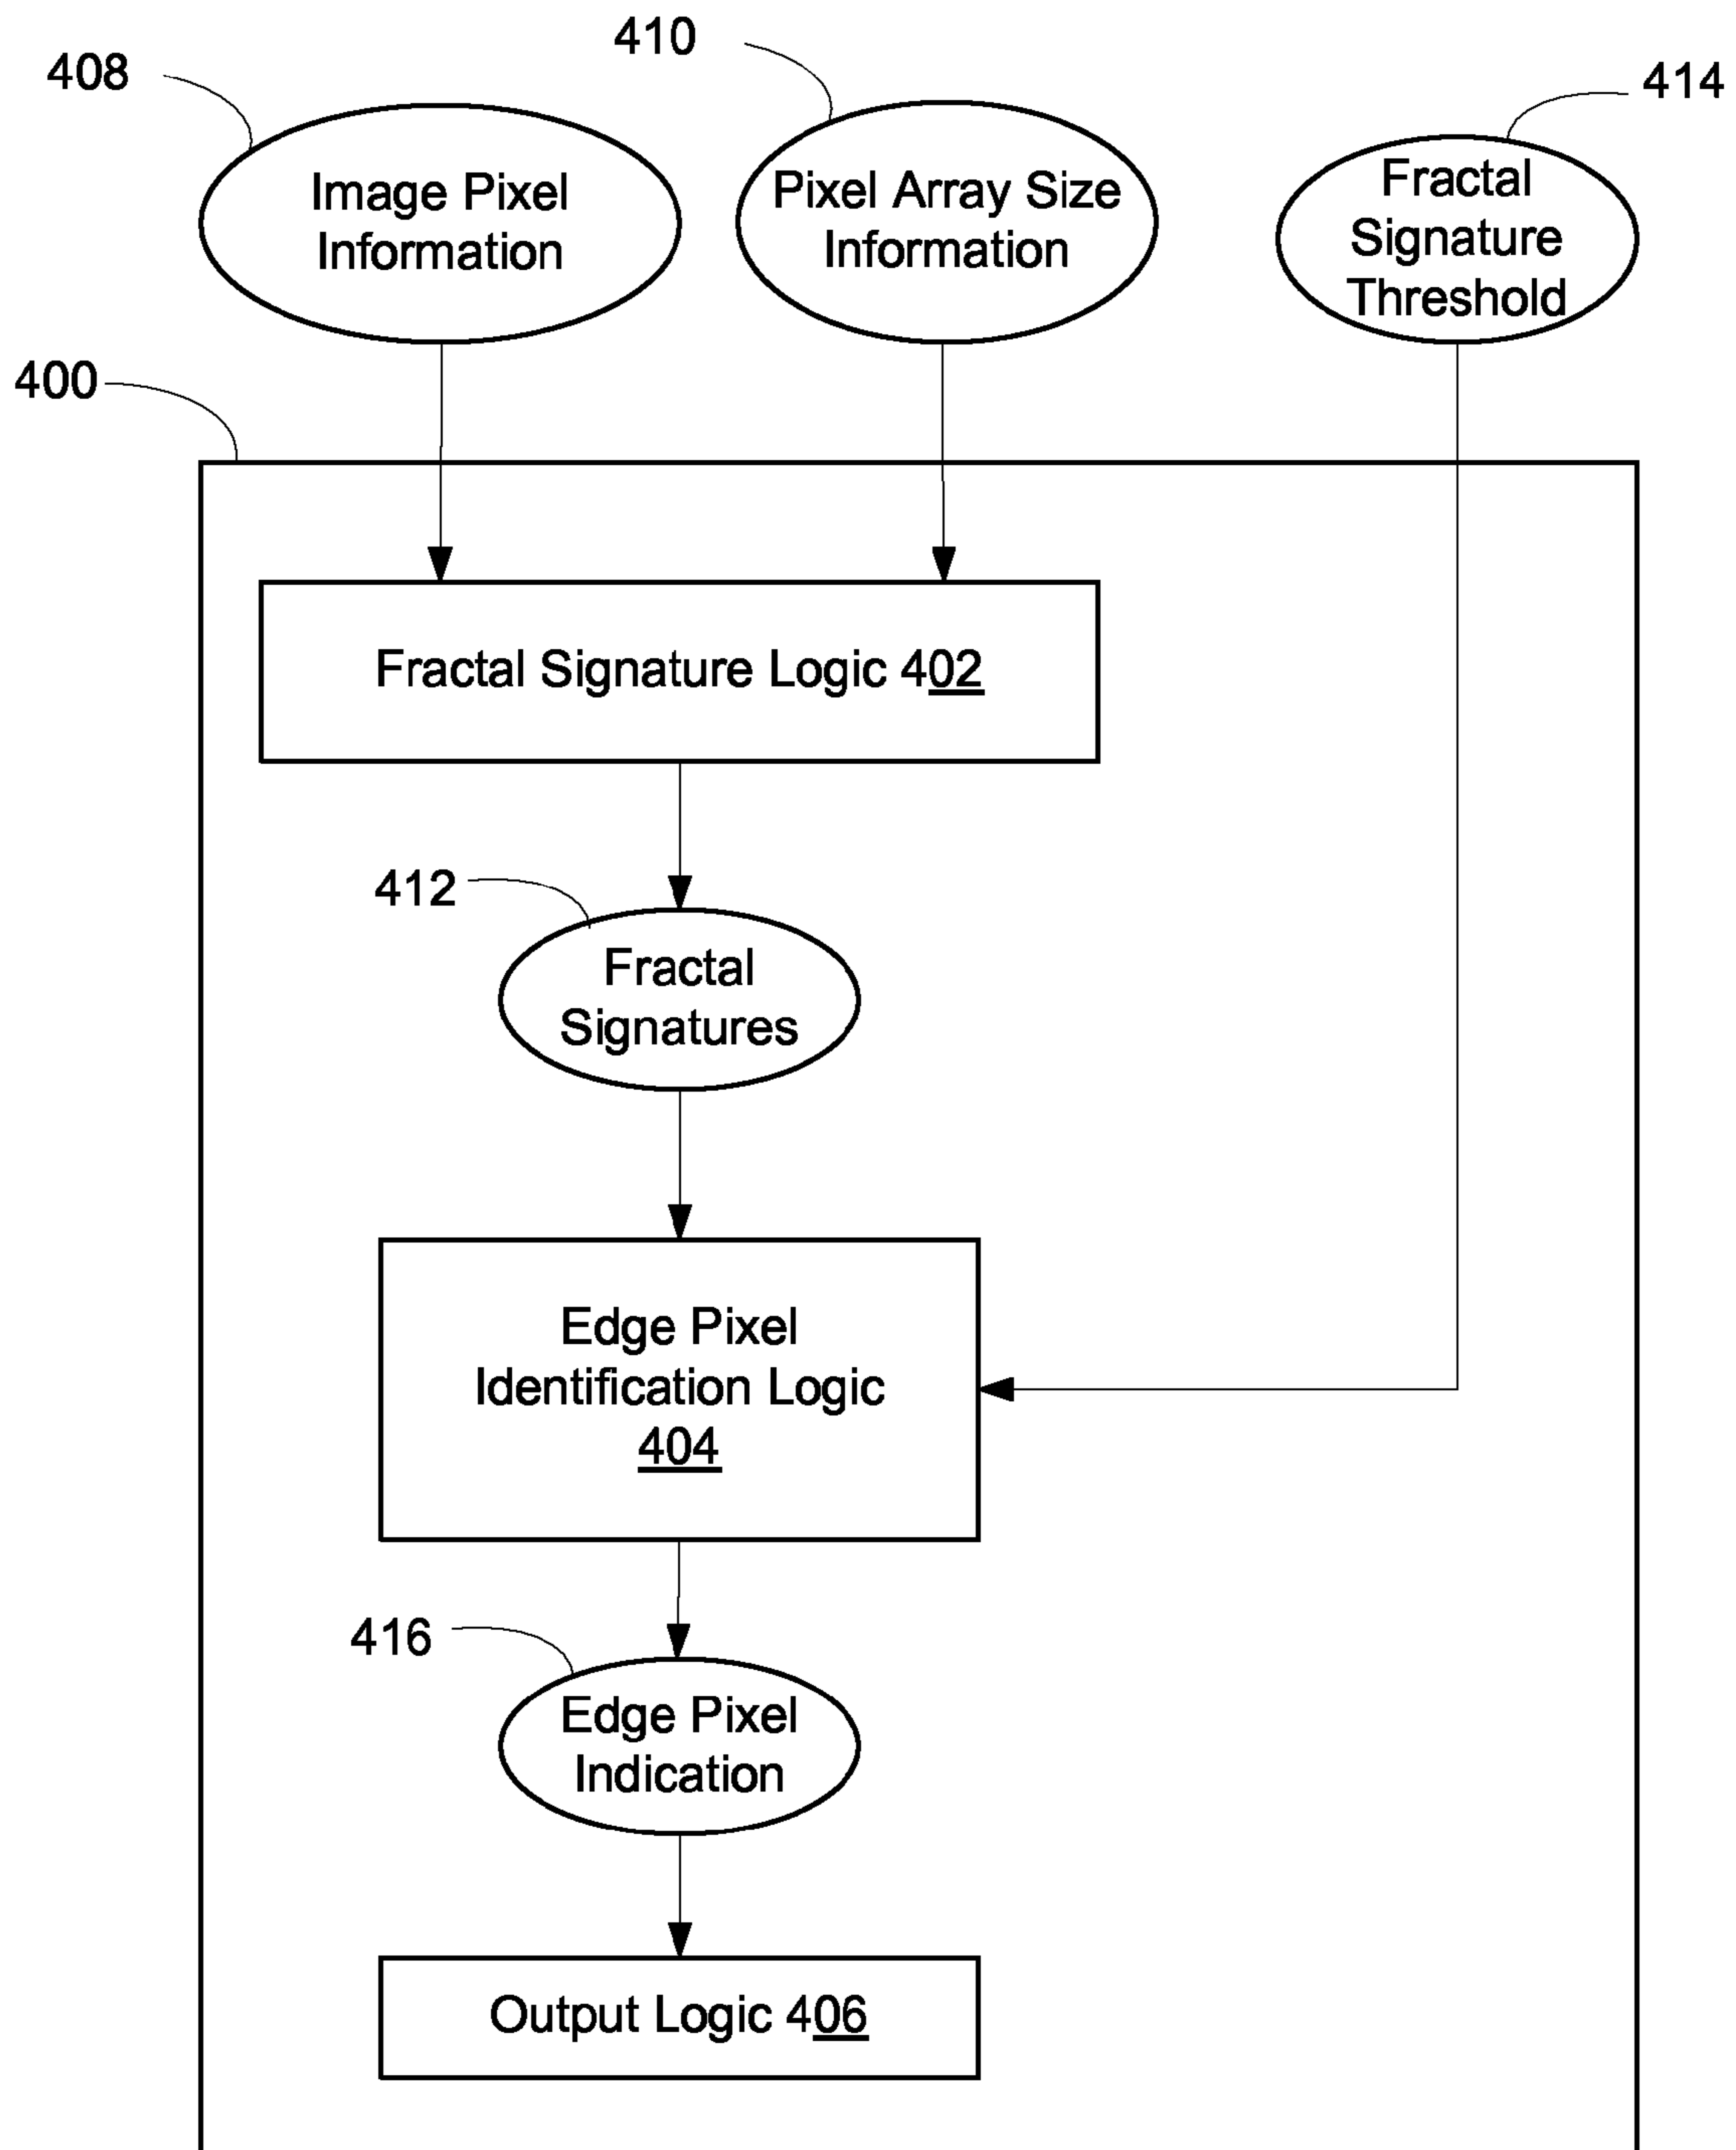 410
408
414
Image Pixel
Information
Pixel Array Size
Information
Fractal
Signature
Threshold
400
Fractal Signature Logic 402
412
Fractal
Signatures
Edge Pixel
Identification Logic
404
416
Edge Pixel
Indication
Output Logic 406